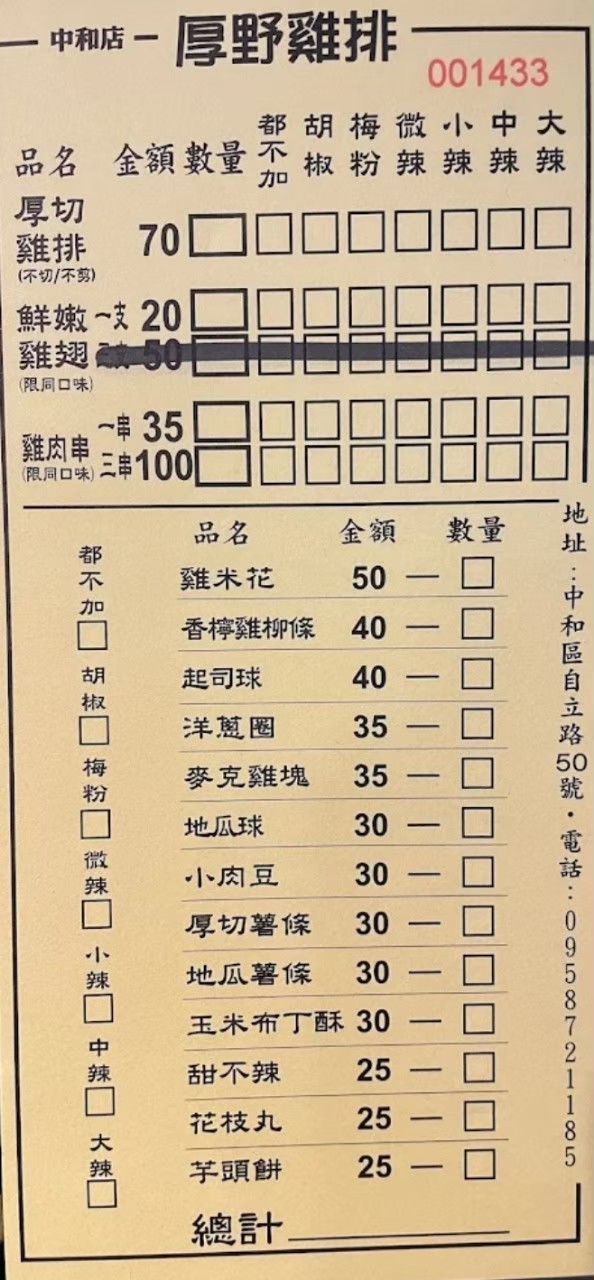 中和店 厚野雞排
001433
品名 金額 數量 都不加 胡椒 梅粉 微辣 小辣 中辣 大辣
厚切雞排 70
(不切/不剪)
鮮嫩雞翅 一支 20
50
(限同口味)
雞肉串 一串 35
(限同口味) 三串 100
品名 金額 數量
雞米花 50 —
香檸雞柳條 40 —
起司球 40 —
洋蔥圈 35 —
麥克雞塊 35 —
地瓜球 30 —
小肉豆 30 —
厚切薯條 30 —
地瓜薯條 30 —
玉米布丁酥 30 —
甜不辣 25 —
花枝丸 25 —
芋頭餅 25 —
總計
都不加
胡椒
梅粉
微辣
小辣
中辣
大辣
地址:中和區自立路50號・電話:0958721185